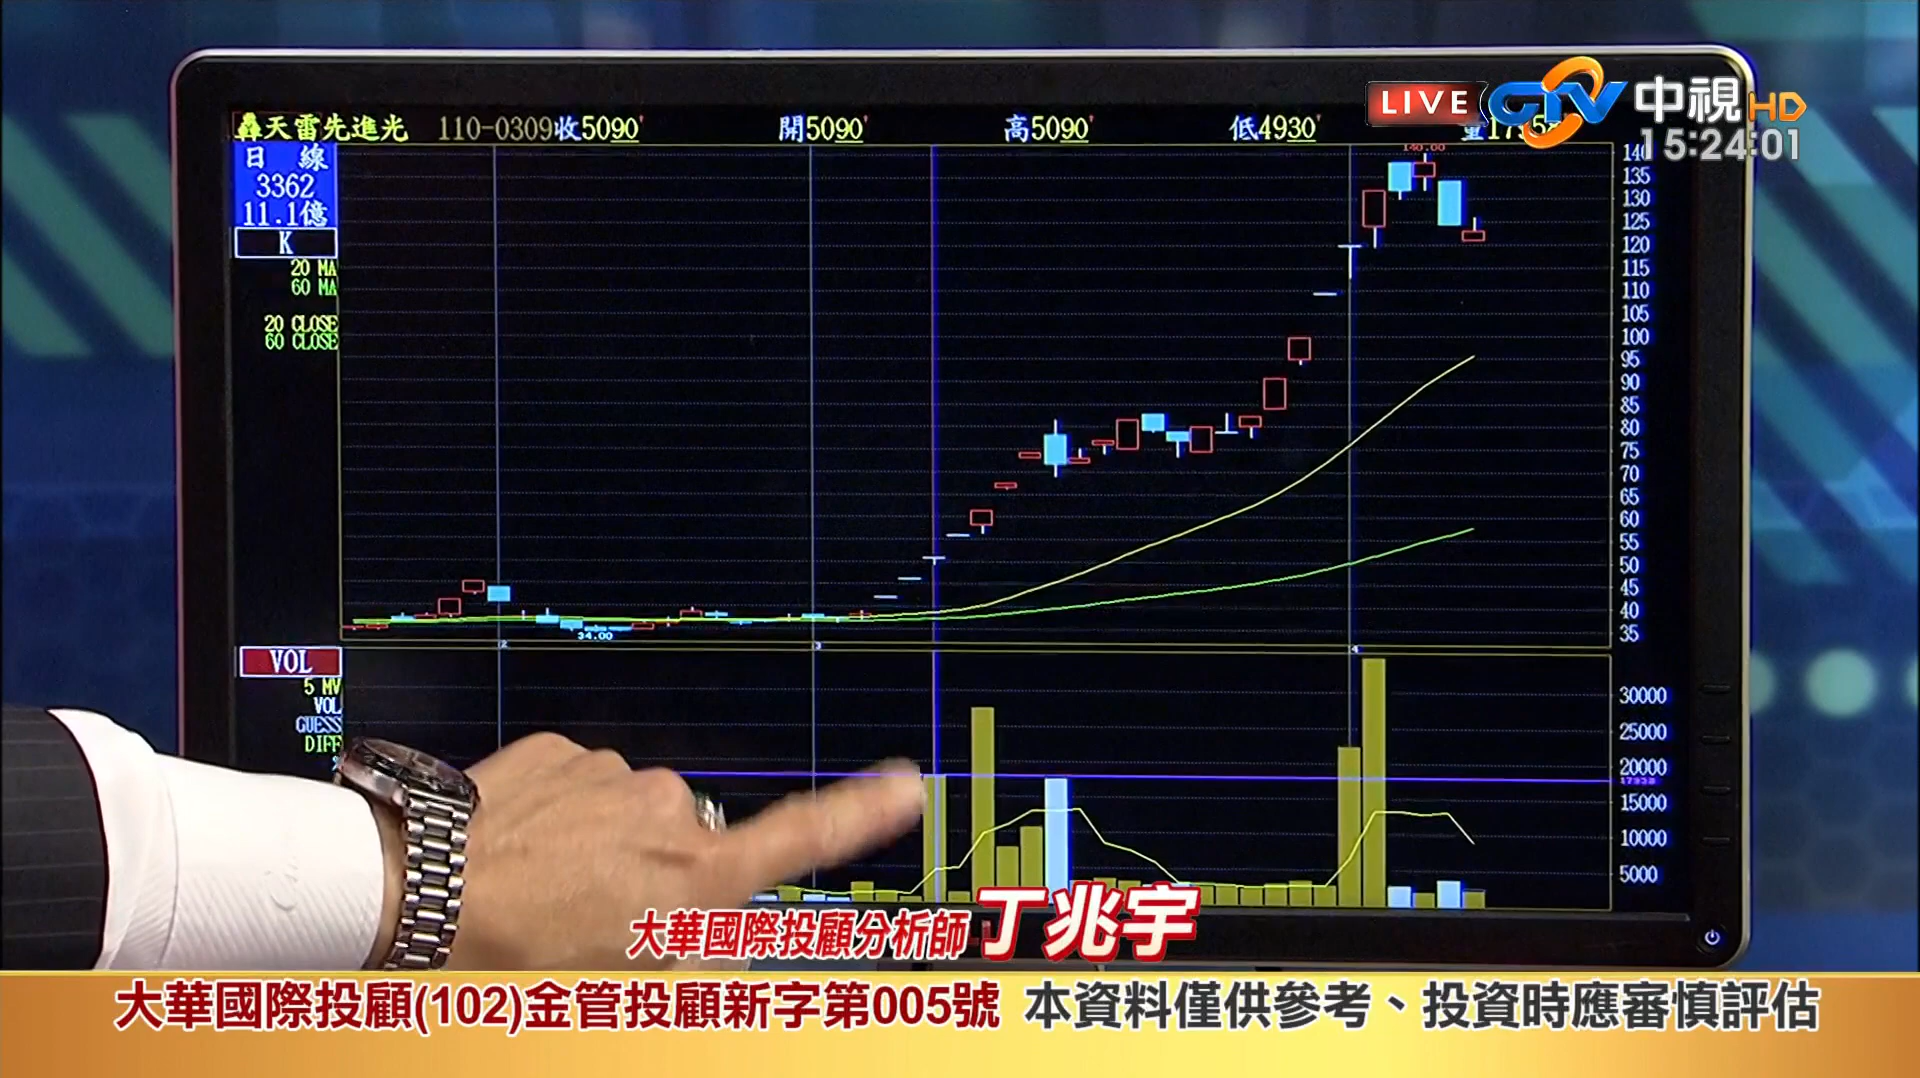 LIVE CTV 中視HD
15:24:01
天雷先進光 110-0309收5090' 開5090' 高5090' 低4930'
日 線
3362
11.1億
K
20 MA
60 MA
20 CLOSE
60 CLOSE
140.00
140
135
130
125
120
115
110
105
100
95
90
85
80
75
70
65
60
55
50
45
40
35
34.00
2 3 4
VOL
5 MV
VOL
GUESS
DIFF
30000
25000
20000
15000
10000
5000
大華國際投顧分析師 丁兆宇
大華國際投顧(102)金管投顧新字第005號 本資料僅供參考、投資時應審慎評估